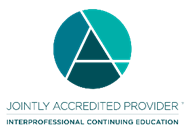 JOINTLY ACCREDITED PROVIDER™
INTERPROFESSIONAL CONTINUING EDUCATION